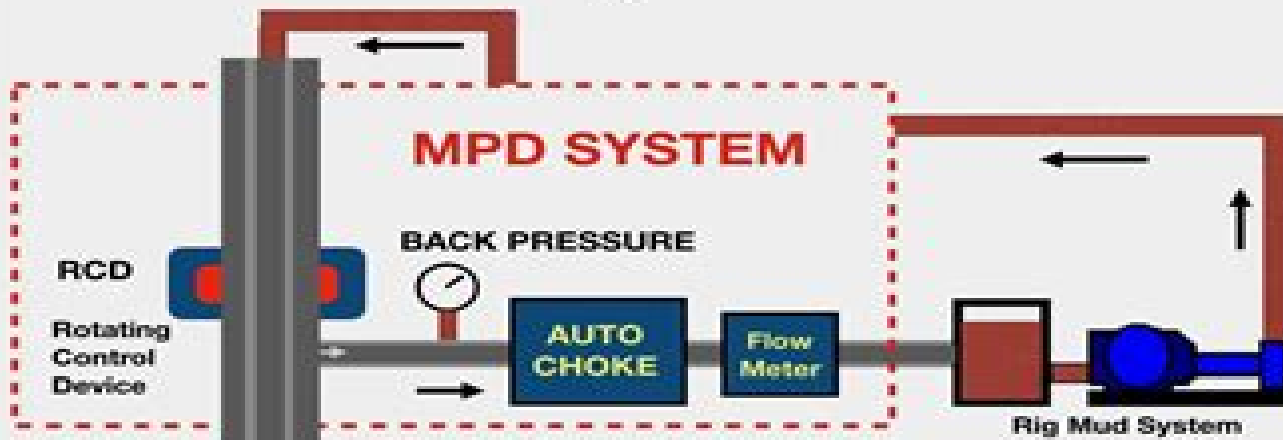 MPD SYSTEM
BACK PRESSURE
RCD
Rotating
Control
Device
AUTO
CHOKE
Flow
Meter
Rig Mud System